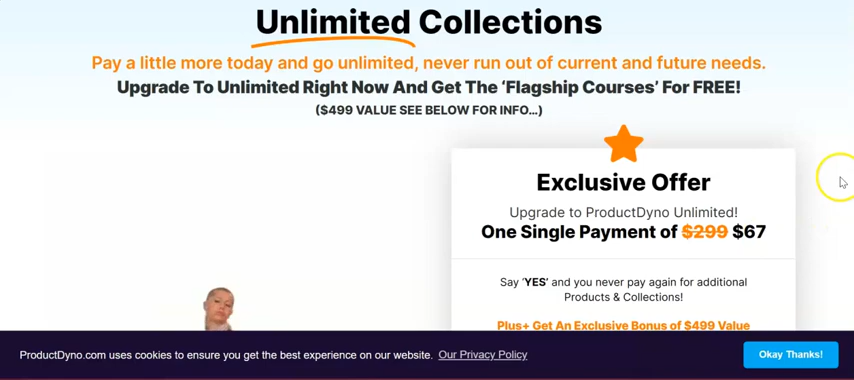 Unlimited Collections
Pay a little more today and go unlimited, never run out of current and future needs.
Upgrade To Unlimited Right Now And Get The ‘Flagship Courses’ For FREE!
($499 VALUE SEE BELOW FOR INFO...)
Exclusive Offer
Upgrade to ProductDyno Unlimited!
One Single Payment of $299 $67
Say ‘YES’ and you never pay again for additional
Products & Collections!
Plus+ Get An Exclusive Bonus of $499 Value
ProductDyno.com uses cookies to ensure you get the best experience on our website. Our Privacy Policy
Okay Thanks!